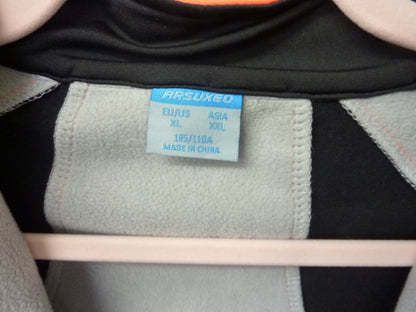 ARSUXEO
EU/US ASIA
XL XXL
185/110A
MADE IN CHINA